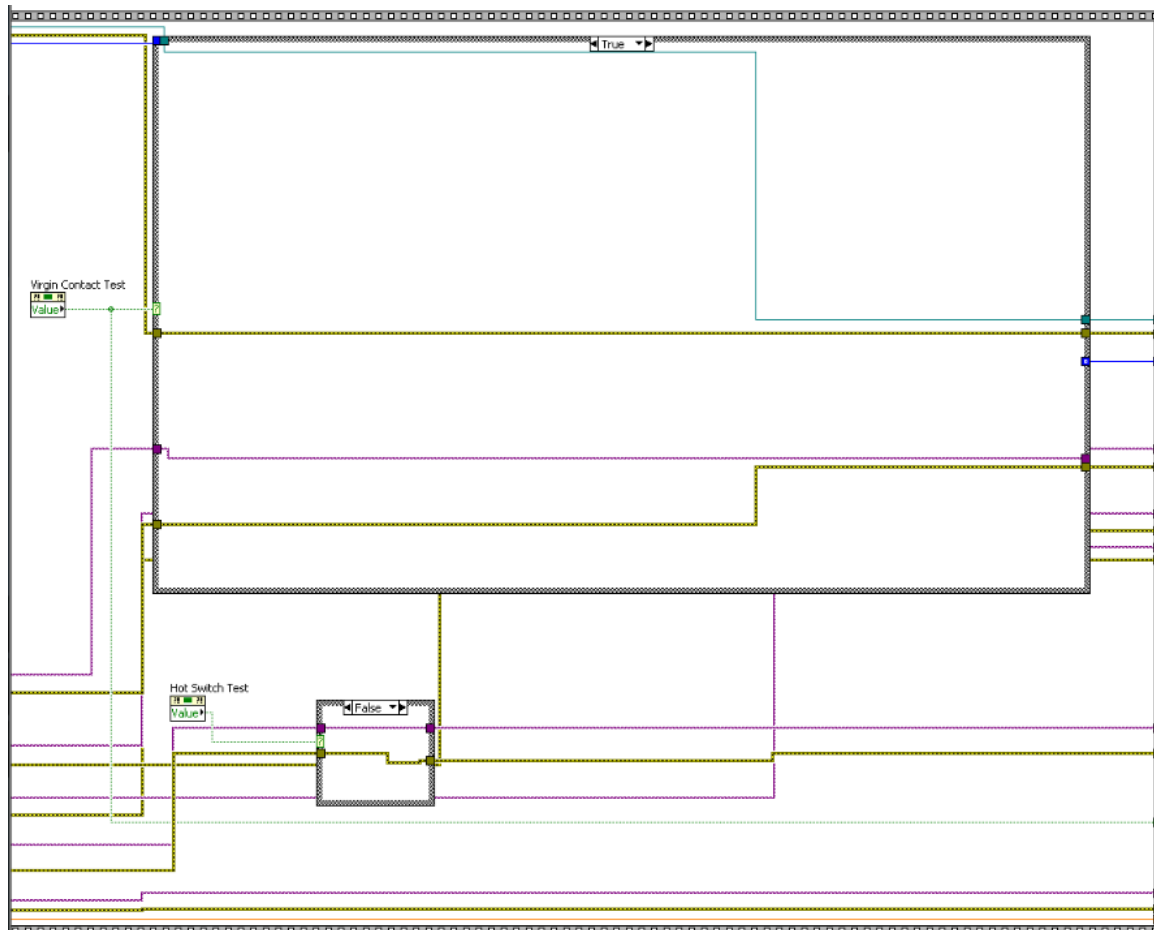 True
Virgin Contact Test
Value
?
Hot Switch Test
Value
False
?